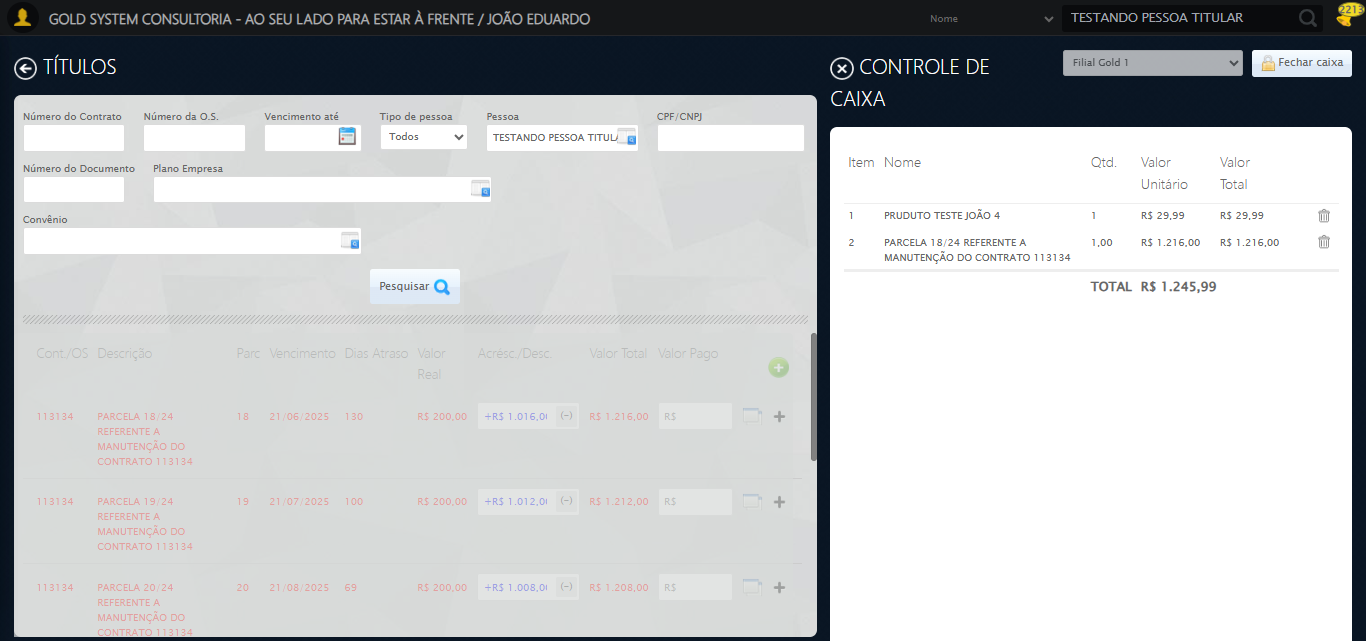 GOLD SYSTEM CONSULTORIA - AO SEU LADO PARA ESTAR À FRENTE / JOÃO EDUARDO
Nome
TESTANDO PESSOA TITULAR
2213
TÍTULOS
Número do Contrato
Número da O.S.
Vencimento até
Tipo de pessoa
Todos
Pessoa
TESTANDO PESSOA TITUL
CPF/CNPJ
Número do Documento
Plano Empresa
Convênio
Pesquisar
Cont./OS Descrição Parc Vencimento Dias Atraso Valor Real Acrésc./Desc. Valor Total Valor Pago
113134 PARCELA 18/24 18 21/06/2025 130 R$ 200,00 +R$ 1.016,0 (-) R$ 1.216,00 R$
REFERENTE A
MANUTENÇÃO DO
CONTRATO 113134
113134 PARCELA 19/24 19 21/07/2025 100 R$ 200,00 +R$ 1.012,0 (-) R$ 1.212,00 R$
REFERENTE A
MANUTENÇÃO DO
CONTRATO 113134
113134 PARCELA 20/24 20 21/08/2025 69 R$ 200,00 +R$ 1.008,0 (-) R$ 1.208,00 R$
REFERENTE A
MANUTENÇÃO DO
CONTRATO 113134
CONTROLE DE
CAIXA
Filial Gold 1
Fechar caixa
Item Nome Qtd. Valor Unitário Valor Total
1 PRUDUTO TESTE JOÃO 4 1 R$ 29,99 R$ 29,99
2 PARCELA 18/24 REFERENTE A 1,00 R$ 1.216,00 R$ 1.216,00
MANUTENÇÃO DO CONTRATO 113134
TOTAL R$ 1.245,99